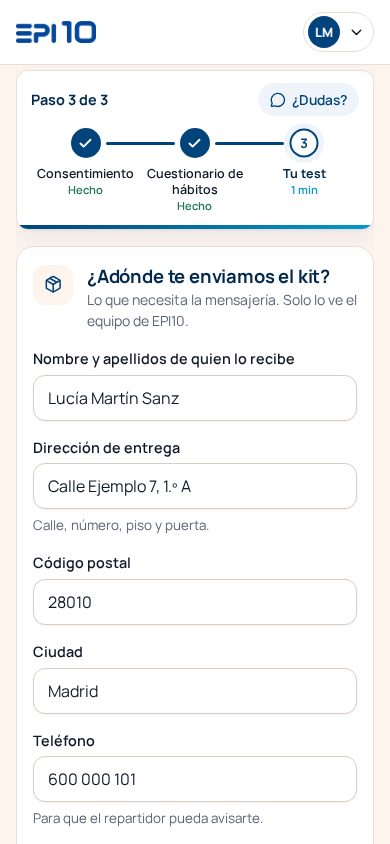 EPI10
LM
Paso 3 de 3
¿Dudas?
3
Consentimiento
Hecho
Cuestionario de
hábitos
Hecho
Tu test
1 min
¿Adónde te enviamos el kit?
Lo que necesita la mensajería. Solo lo ve el
equipo de EPI10.
Nombre y apellidos de quien lo recibe
Lucía Martín Sanz
Dirección de entrega
Calle Ejemplo 7, 1.º A
Calle, número, piso y puerta.
Código postal
28010
Ciudad
Madrid
Teléfono
600 000 101
Para que el repartidor pueda avisarte.